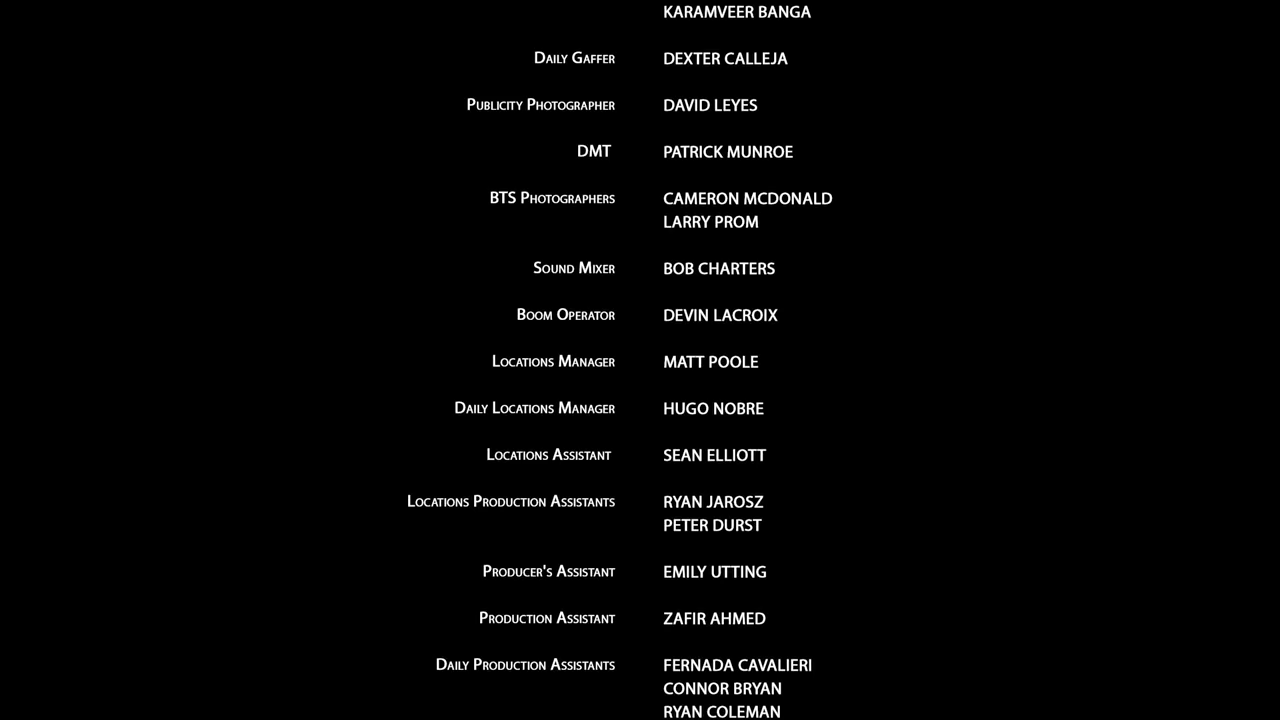 KARAMVEER BANGA
DAILY GAFFER DEXTER CALLEJA
PUBLICITY PHOTOGRAPHER DAVID LEYES
DMT PATRICK MUNROE
BTS PHOTOGRAPHERS CAMERON MCDONALD
LARRY PROM
SOUND MIXER BOB CHARTERS
BOOM OPERATOR DEVIN LACROIX
LOCATIONS MANAGER MATT POOLE
DAILY LOCATIONS MANAGER HUGO NOBRE
LOCATIONS ASSISTANT SEAN ELLIOTT
LOCATIONS PRODUCTION ASSISTANTS RYAN JAROSZ
PETER DURST
PRODUCER'S ASSISTANT EMILY UTTING
PRODUCTION ASSISTANT ZAFIR AHMED
DAILY PRODUCTION ASSISTANTS FERNADA CAVALIERI
CONNOR BRYAN
RYAN COLEMAN